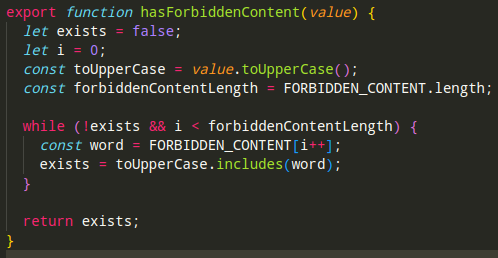 export function hasForbiddenContent(value) {
  let exists = false;
  let i = 0;
  const toUpperCase = value.toUpperCase();
  const forbiddenContentLength = FORBIDDEN_CONTENT.length;

  while (!exists && i < forbiddenContentLength) {
    const word = FORBIDDEN_CONTENT[i++];
    exists = toUpperCase.includes(word);
  }

  return exists;
}